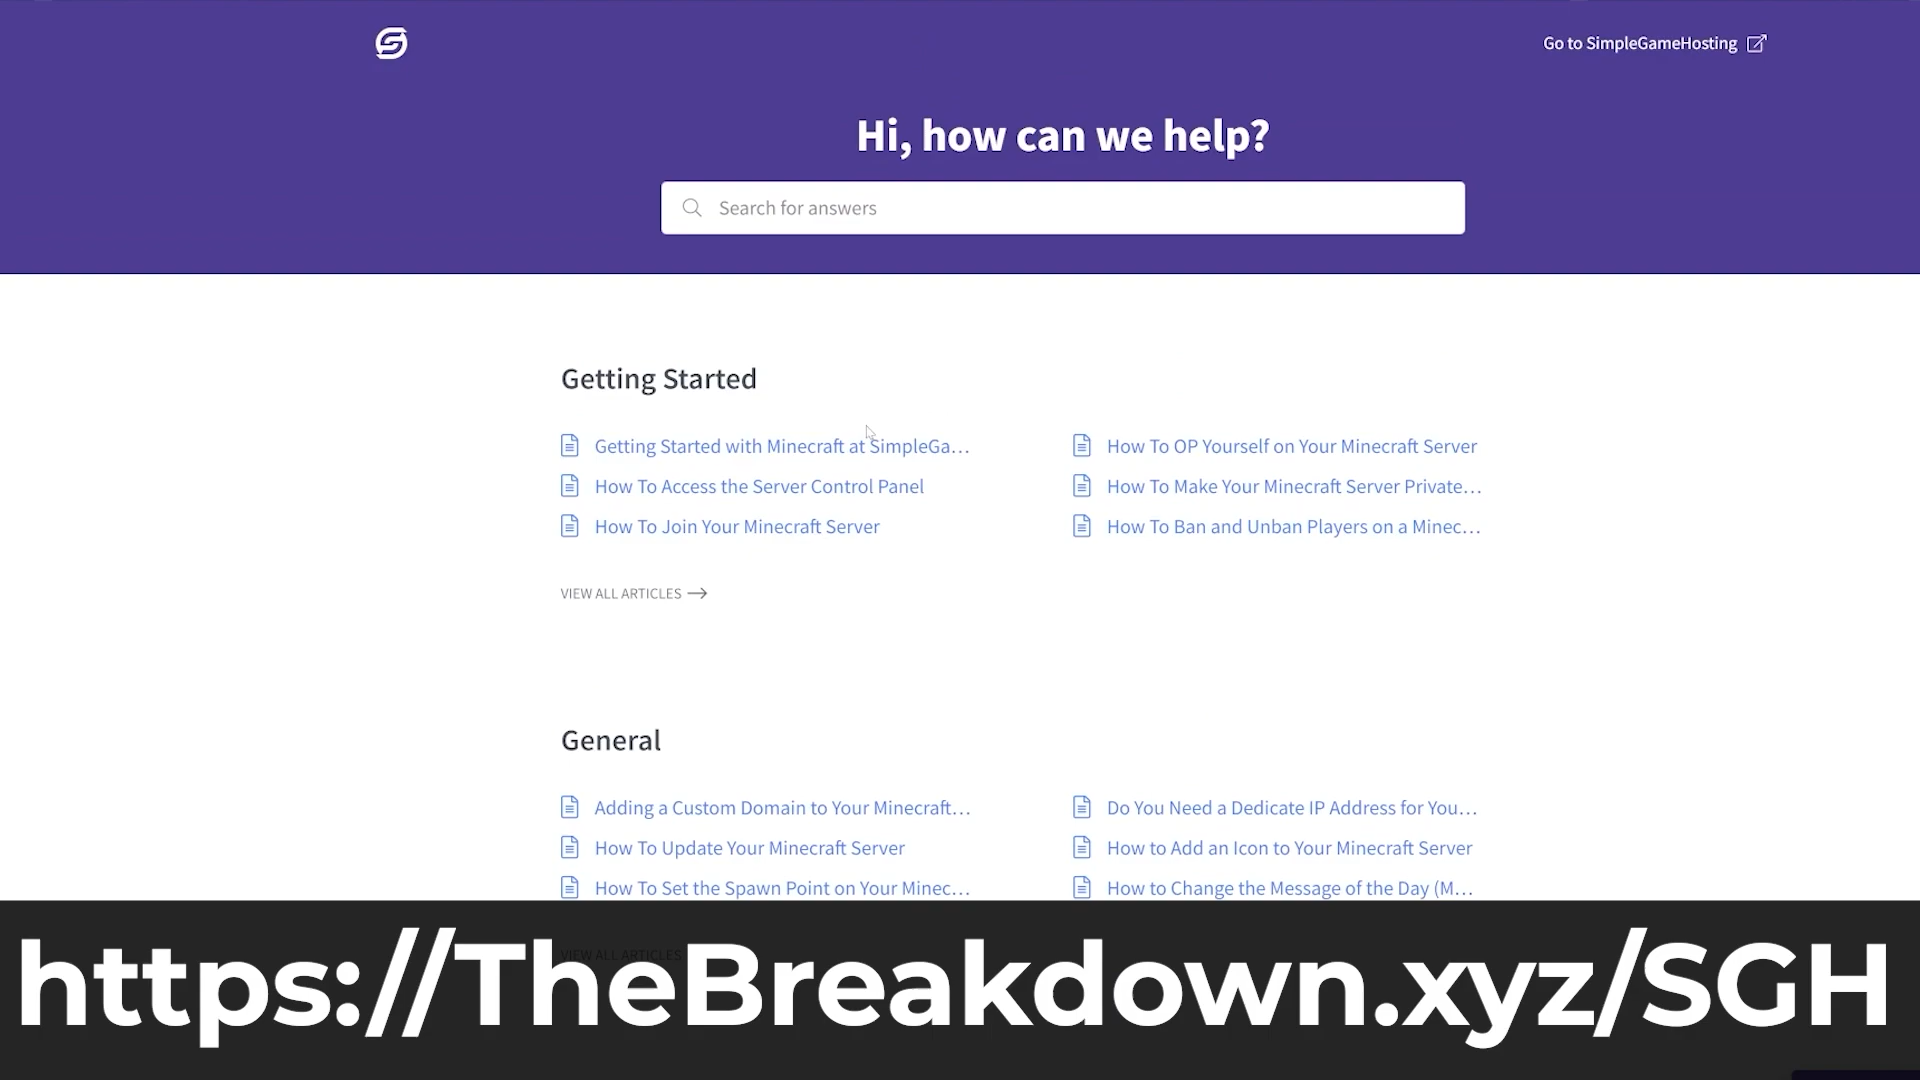 Go to SimpleGameHosting
Hi, how can we help?
Search for answers
Getting Started
Getting Started with Minecraft at SimpleGa...
How To OP Yourself on Your Minecraft Server
How To Access the Server Control Panel
How To Make Your Minecraft Server Private...
How To Join Your Minecraft Server
How To Ban and Unban Players on a Minec...
VIEW ALL ARTICLES
General
Adding a Custom Domain to Your Minecraft...
Do You Need a Dedicate IP Address for You...
How To Update Your Minecraft Server
How to Add an Icon to Your Minecraft Server
How To Set the Spawn Point on Your Minec...
How to Change the Message of the Day (M...
VIEW ALL ARTICLES
https://TheBreakdown.xyz/SGH